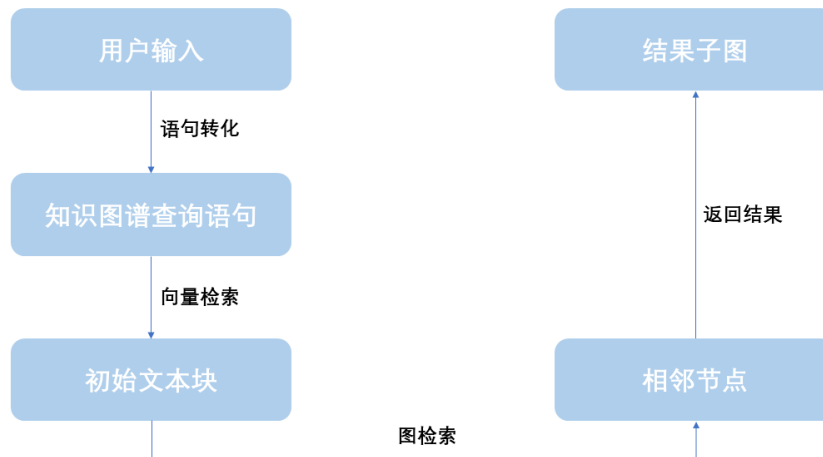 用户输入
语句转化
知识图谱查询语句
向量检索
初始文本块
图检索
相邻节点
返回结果
结果子图